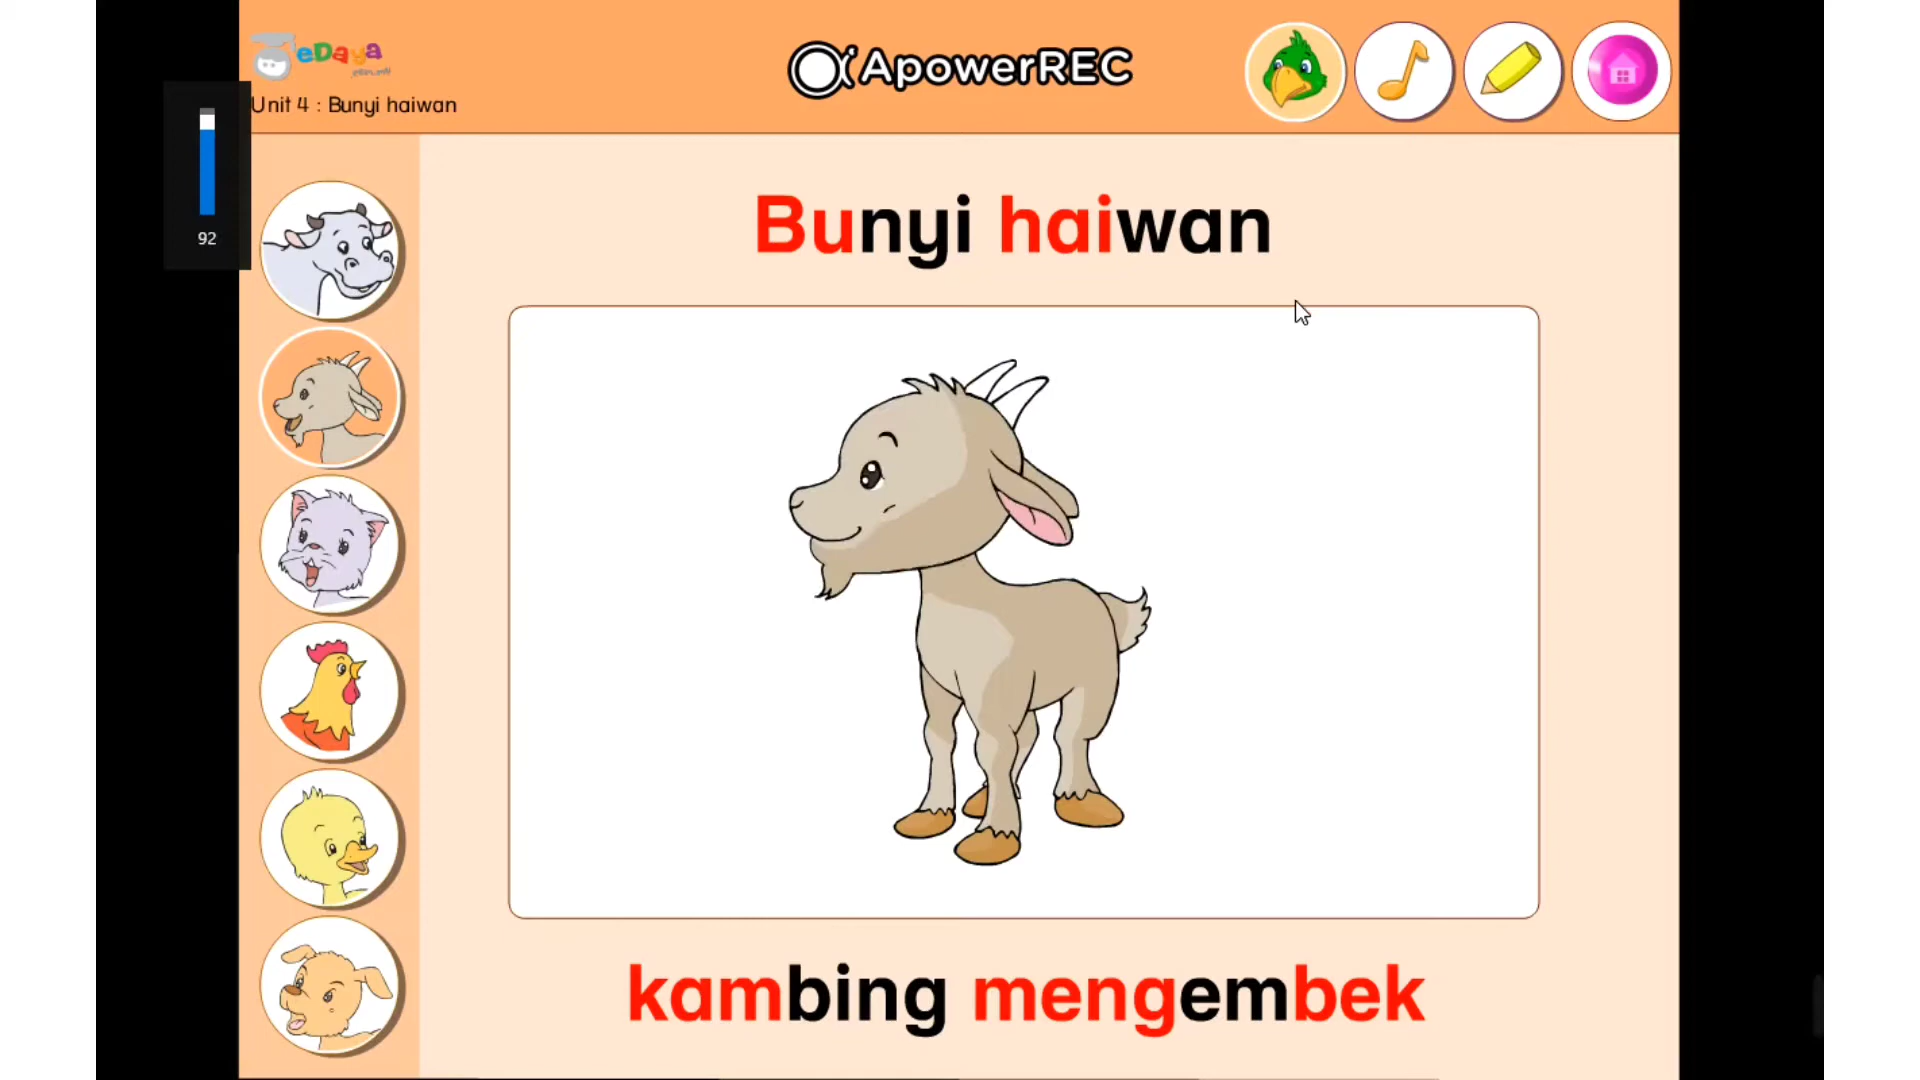 eDaya
ApowerREC
Unit 4 : Bunyi haiwan
92
Bunyi haiwan
kambing mengembek